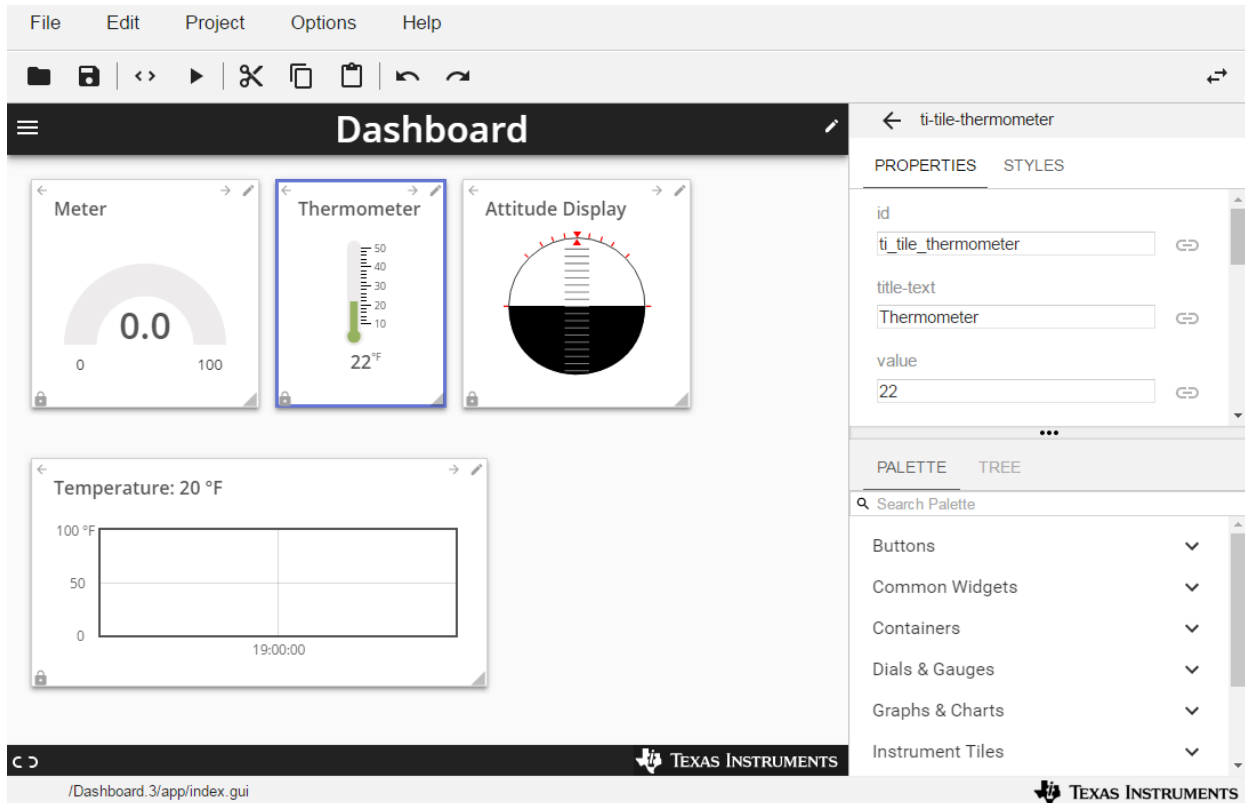 File Edit Project Options Help
Dashboard
Meter
0.0
0 100
Thermometer
50
40
30
20
10
22°F
Attitude Display
Temperature: 20 °F
100 °F
50
0
19:00:00
TEXAS INSTRUMENTS
ti-tile-thermometer
PROPERTIES STYLES
id
ti_tile_thermometer
title-text
Thermometer
value
22
PALETTE TREE
Search Palette
Buttons
Common Widgets
Containers
Dials & Gauges
Graphs & Charts
Instrument Tiles
/Dashboard.3/app/index.gui
TEXAS INSTRUMENTS